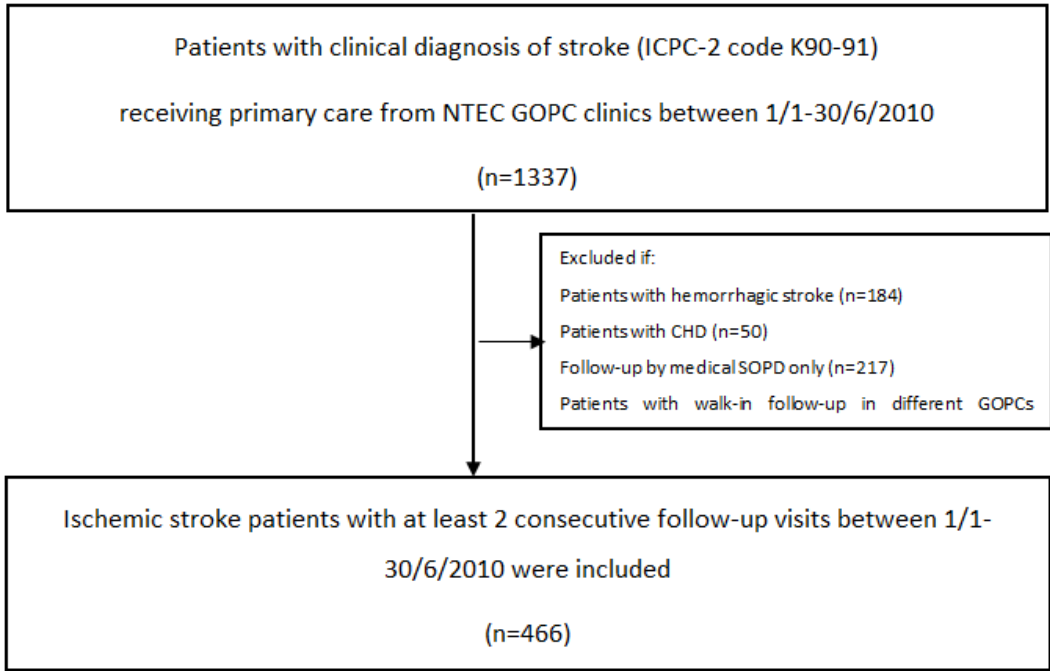 Patients with clinical diagnosis of stroke (ICPC-2 code K90-91)
receiving primary care from NTEC GOPC clinics between 1/1-30/6/2010
(n=1337)
Excluded if:
Patients with hemorrhagic stroke (n=184)
Patients with CHD (n=50)
Follow-up by medical SOPD only (n=217)
Patients with walk-in follow-up in different GOPCs
Ischemic stroke patients with at least 2 consecutive follow-up visits between 1/1-
30/6/2010 were included
(n=466)